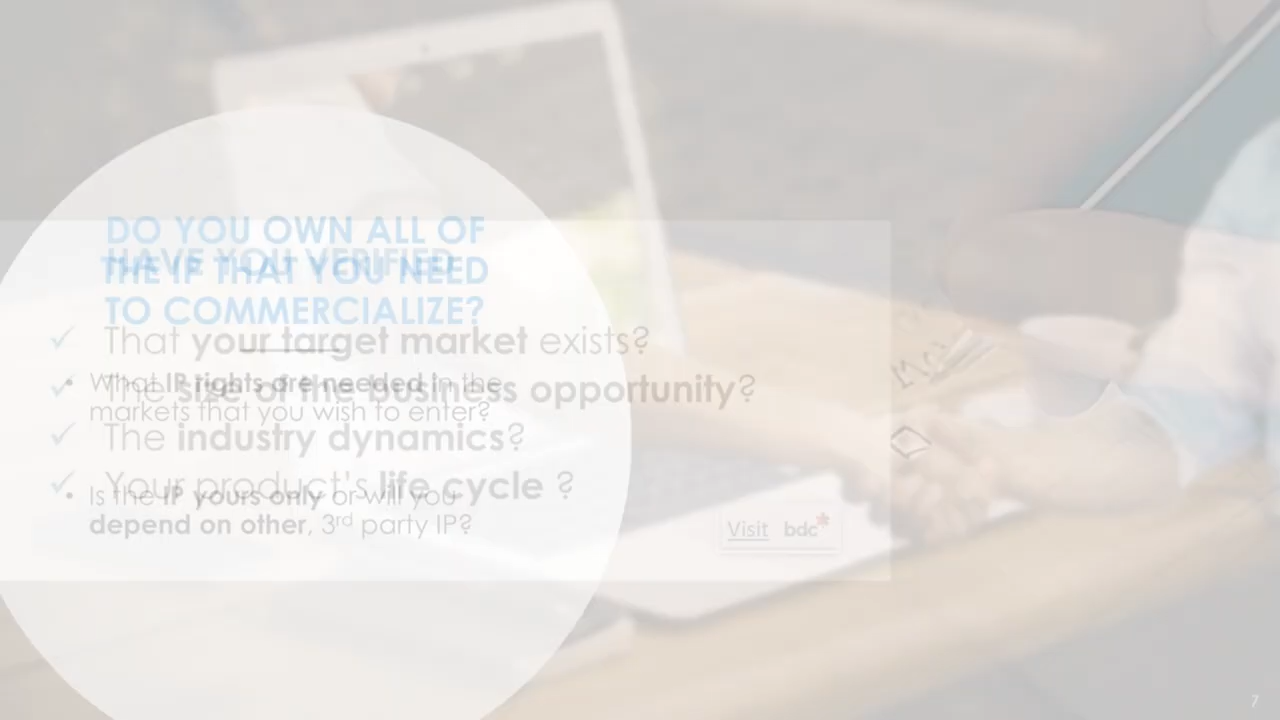 DO YOU OWN ALL OF
THE IP THAT YOU NEED
TO COMMERCIALIZE?
• What IP rights are needed in the
markets that you wish to enter?
• Is the IP yours only or will you
depend on other, 3rd party IP?
HAVE YOU VERIFIED
✓ That your target market exists?
✓ The size of the business opportunity?
✓ The industry dynamics?
✓ Your product's life cycle ?
Visit bdc*
7